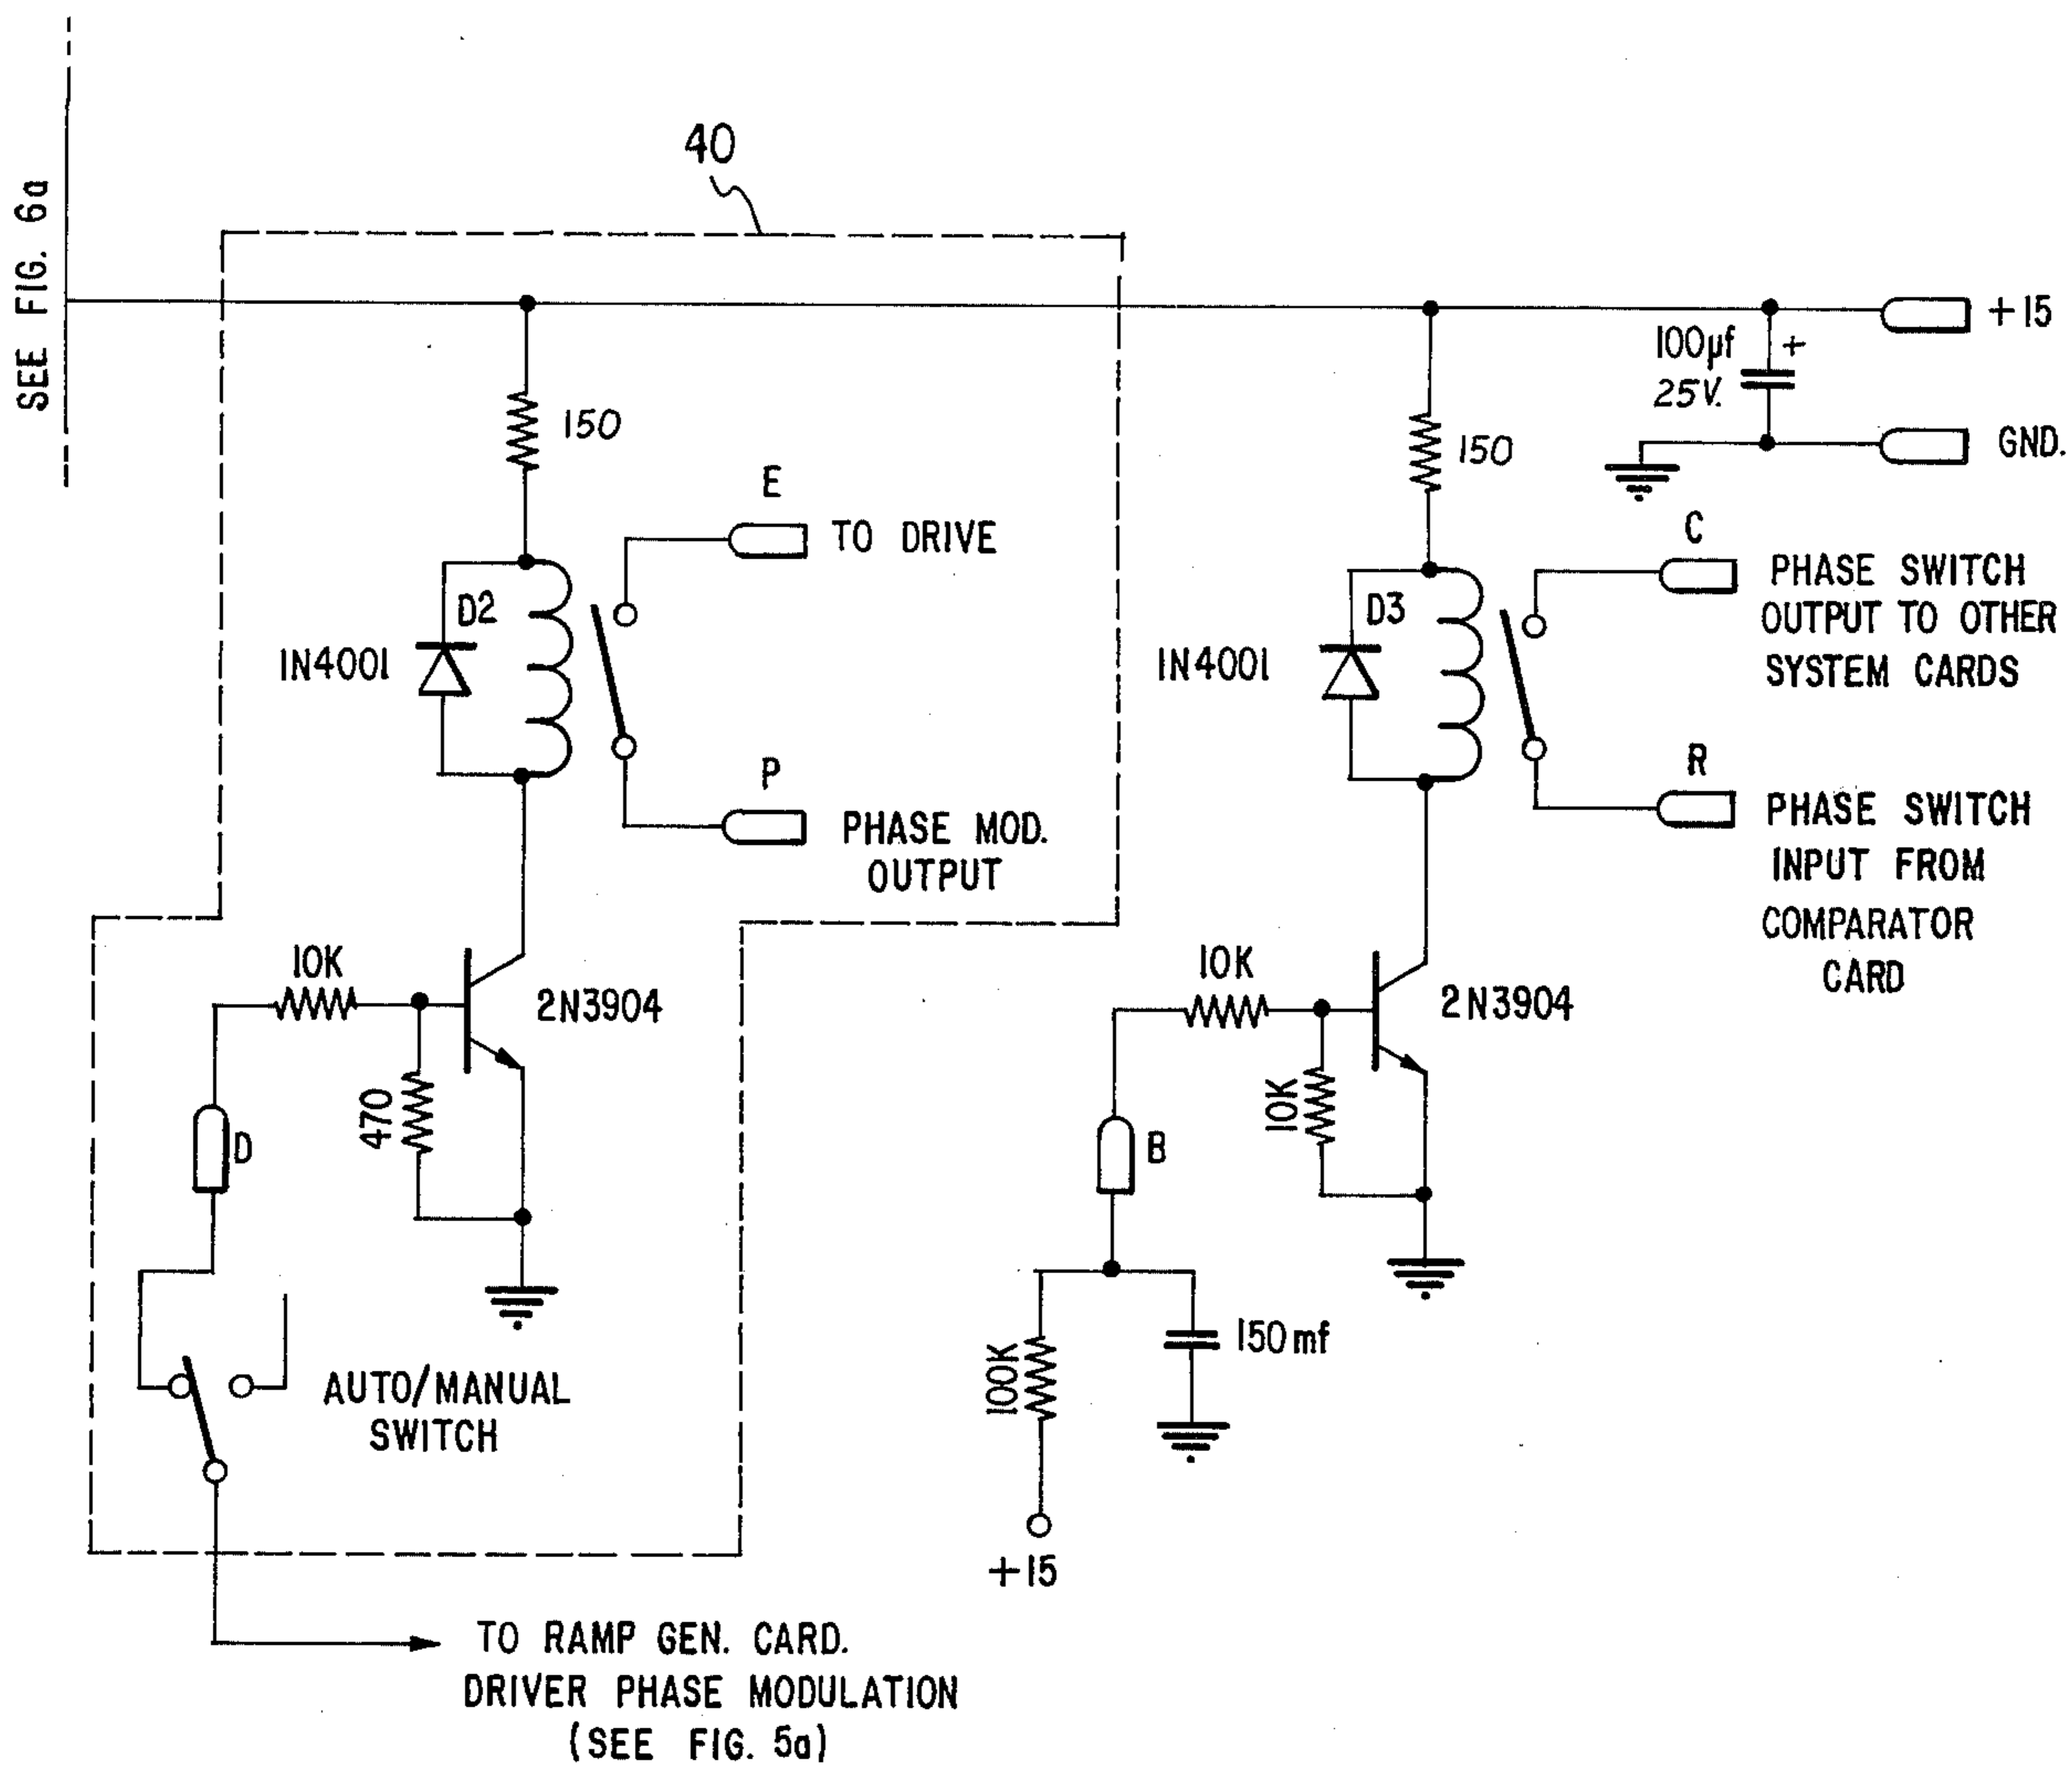 SEE FIG. 6a
40
+15
100µf +
25V.
GND.
150
150
E
TO DRIVE
C
PHASE SWITCH
OUTPUT TO OTHER
SYSTEM CARDS
D2
1N4001
D3
1N4001
P
PHASE MOD.
OUTPUT
R
PHASE SWITCH
INPUT FROM
COMPARATOR
CARD
10K
2N3904
470
D
10K
2N3904
10K
B
AUTO/MANUAL
SWITCH
100K
150mf
+15
TO RAMP GEN. CARD.
DRIVER PHASE MODULATION
(SEE FIG. 5a)